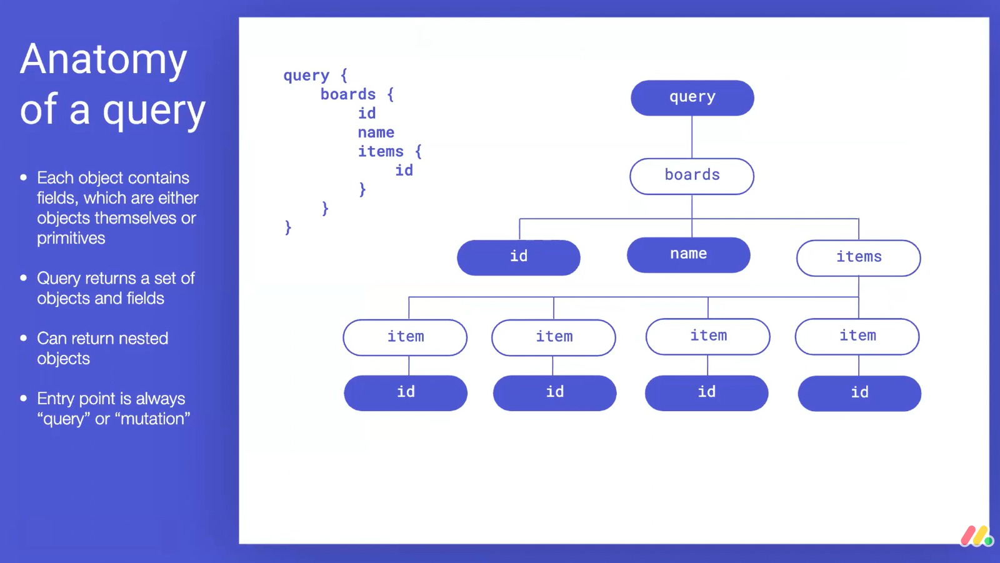 Anatomy
of a query
• Each object contains
fields, which are either
objects themselves or
primitives
• Query returns a set of
objects and fields
• Can return nested
objects
• Entry point is always
“query” or “mutation”
query {
boards {
id
name
items {
id
}
}
}
query
boards
id
name
items
item
item
item
item
id
id
id
id